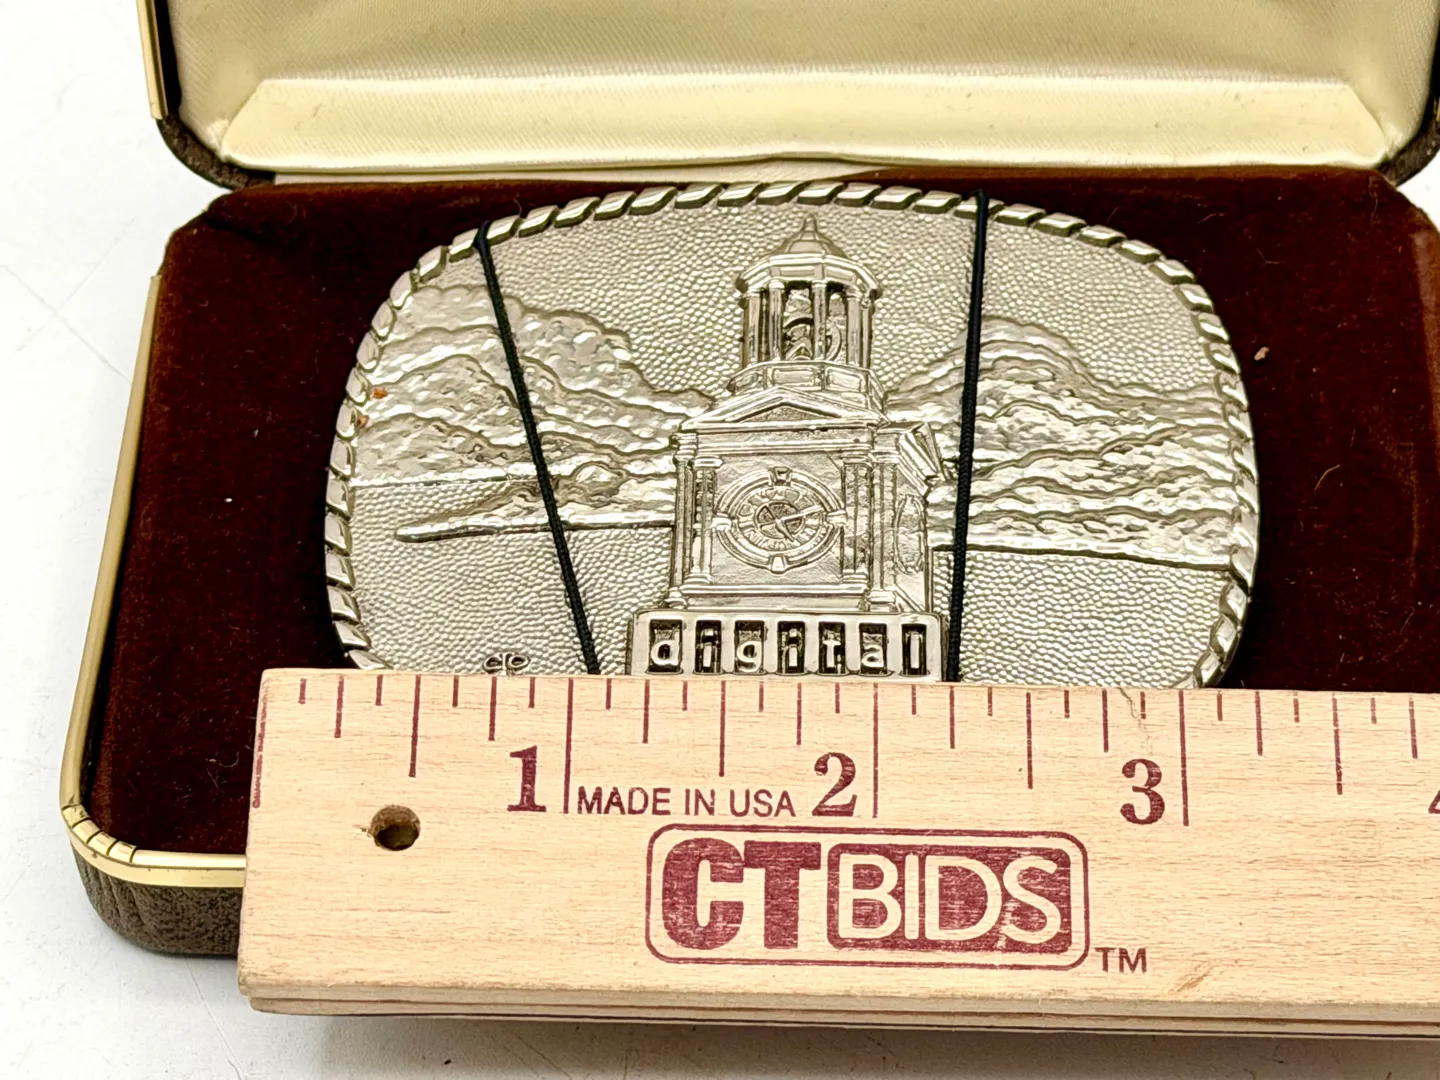 digital
1 MADE IN USA 2 3
CTBIDS TM